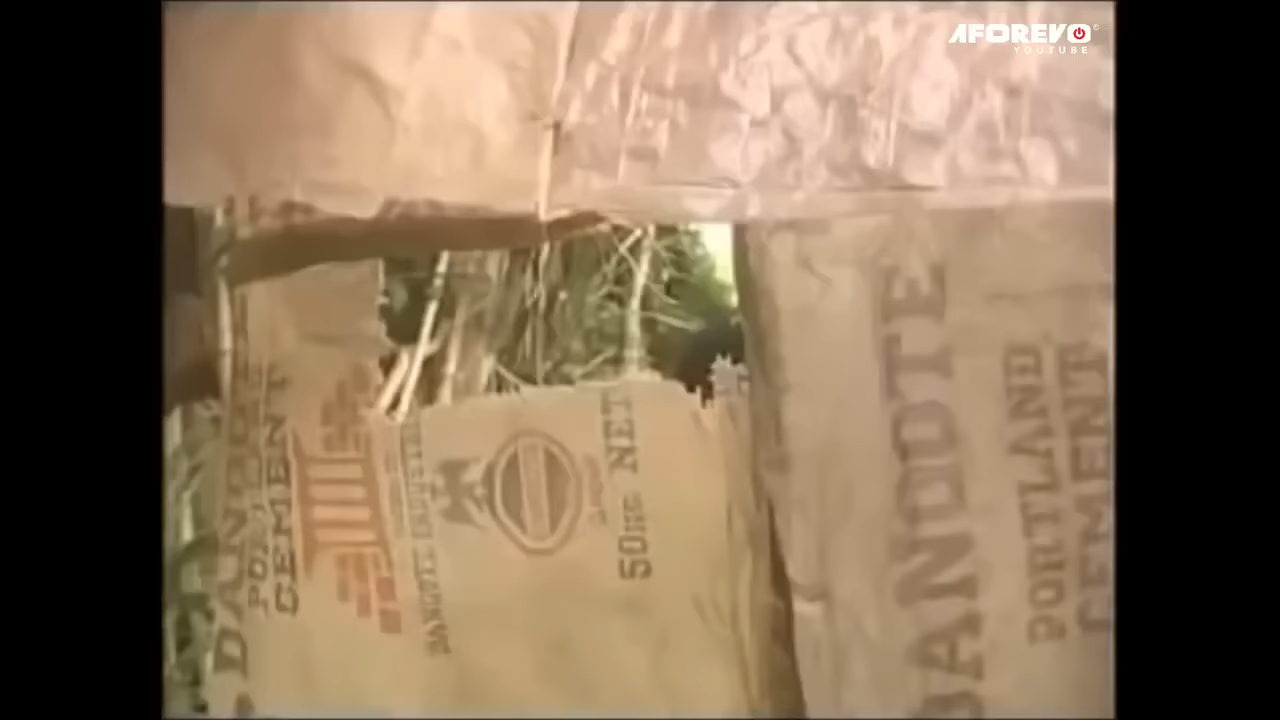 AFOREVO
YOUTUBE
DANGOTE
PORTLAND
CEMENT
50KG NET
DANGOTE
PORTLAND
CEMENT